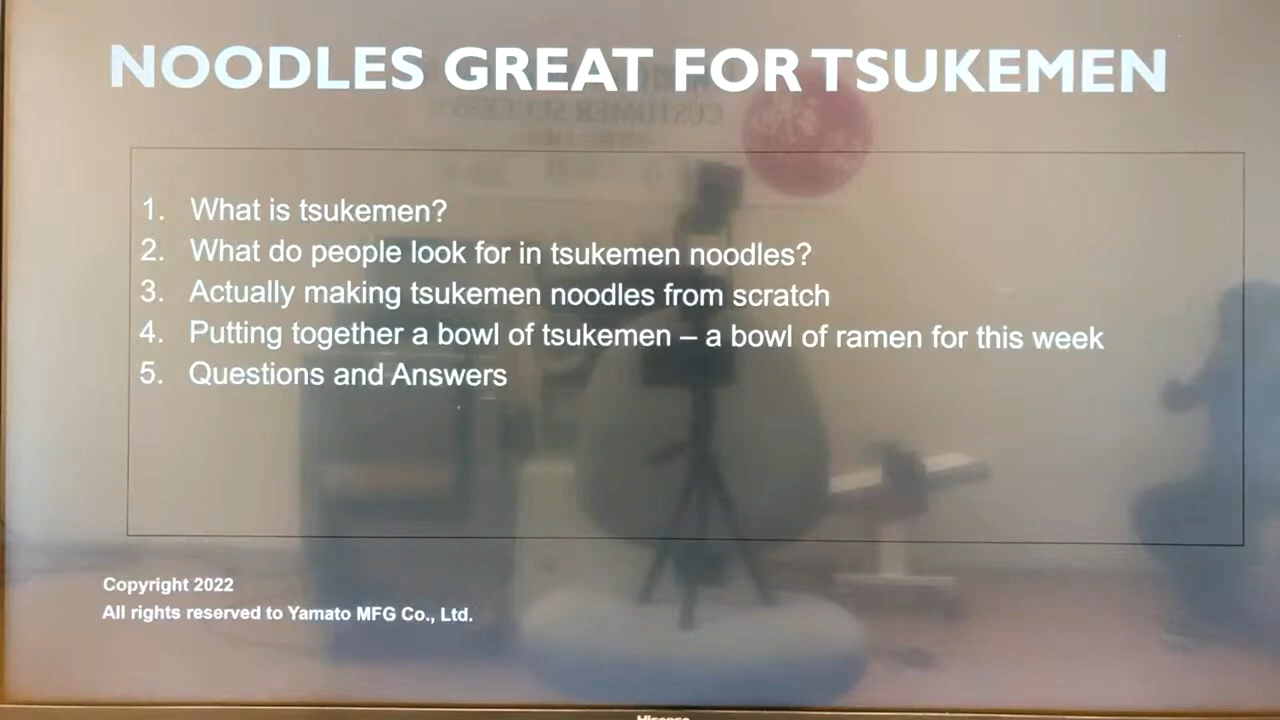 NOODLES GREAT FOR TSUKEMEN
1. What is tsukemen?
2. What do people look for in tsukemen noodles?
3. Actually making tsukemen noodles from scratch
4. Putting together a bowl of tsukemen – a bowl of ramen for this week
5. Questions and Answers
Copyright 2022
All rights reserved to Yamato MFG Co., Ltd.
Hisense